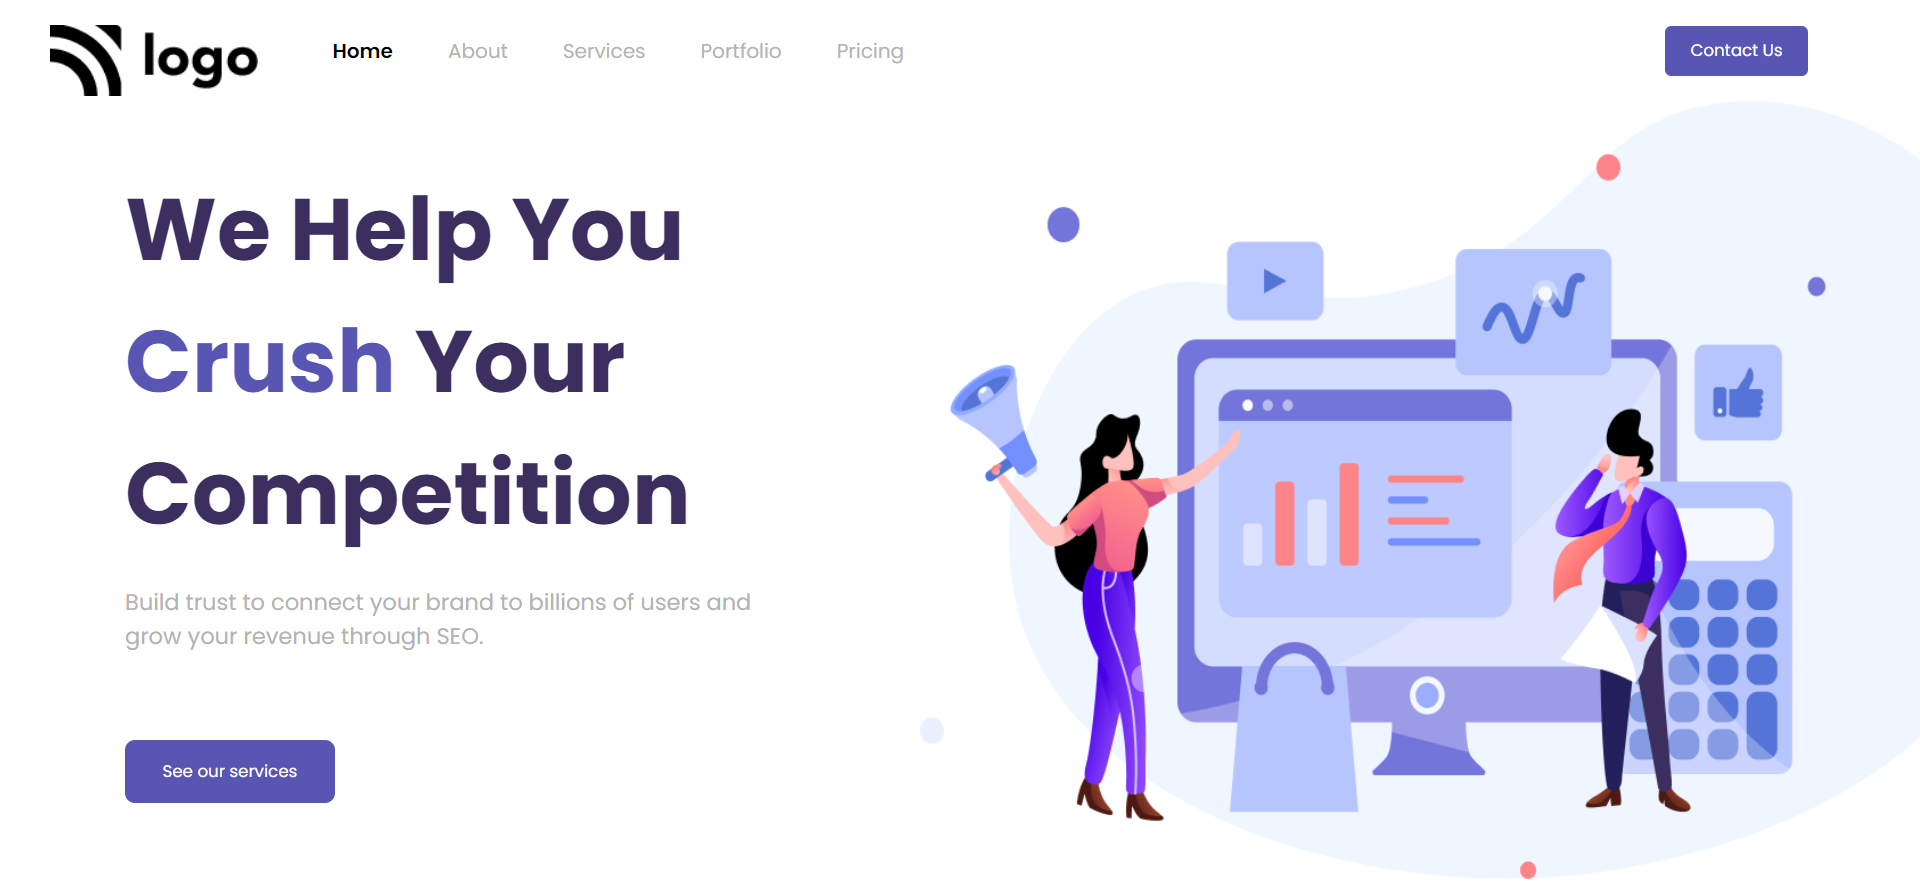 logo
Home About Services Portfolio Pricing
Contact Us
We Help You
Crush Your
Competition
Build trust to connect your brand to billions of users and
grow your revenue through SEO.
See our services